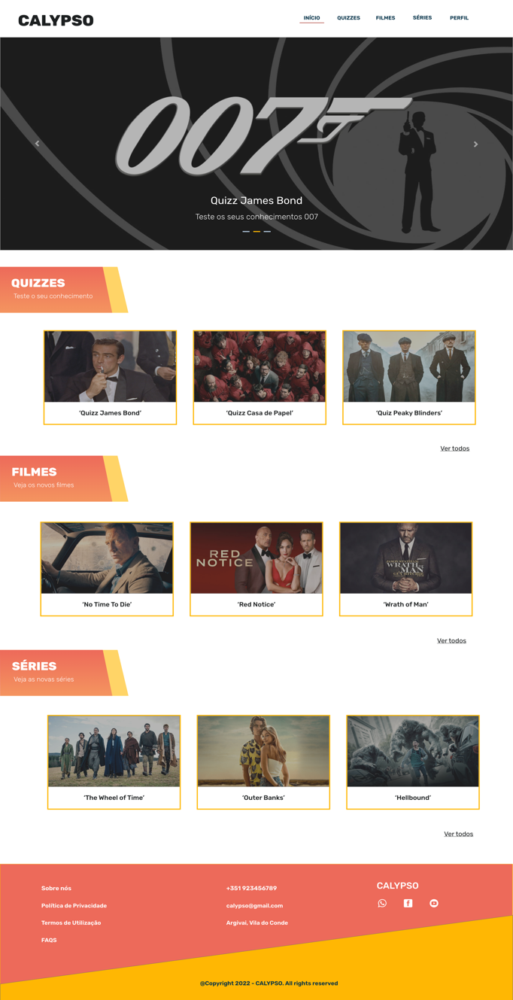 CALYPSO
INÍCIO QUIZZES FILMES SÉRIES PERFIL
007
Quizz James Bond
Teste os seus conhecimentos 007
QUIZZES
Teste o seu conhecimento
‘Quizz James Bond’ ‘Quizz Casa de Papel’ ‘Quiz Peaky Blinders’
Ver todos
FILMES
Veja os novos filmes
RED
NOTICE
JASON STATHAM
WRATH OF
MAN
‘No Time To Die’ ‘Red Notice’ ‘Wrath of Man’
Ver todos
SÉRIES
Veja as novas séries
‘The Wheel of Time’ ‘Outer Banks’ ‘Hellbound’
Ver todos
Sobre nós +351 923456789 CALYPSO
Política de Privacidade calypso@gmail.com
Termos de Utilização Argivai, Vila do Conde
FAQS
@Copyright 2022 - CALYPSO. All rights reserved